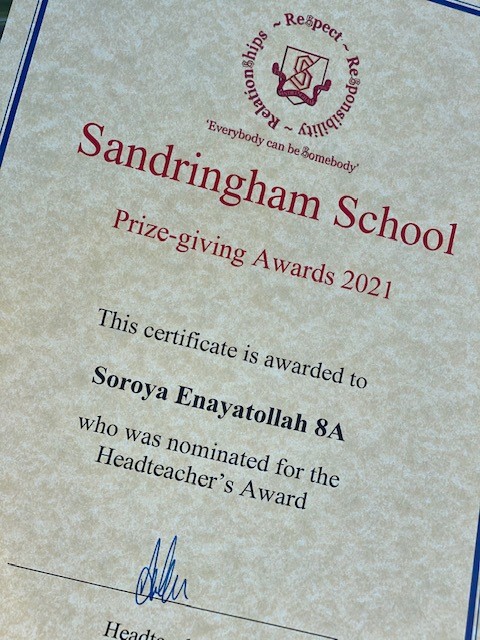 Respect ~ Responsibility ~ Relationships ~
'Everybody can be Somebody'
Sandringham School
Prize-giving Awards 2021
This certificate is awarded to
Soroya Enayatollah 8A
who was nominated for the
Headteacher's Award